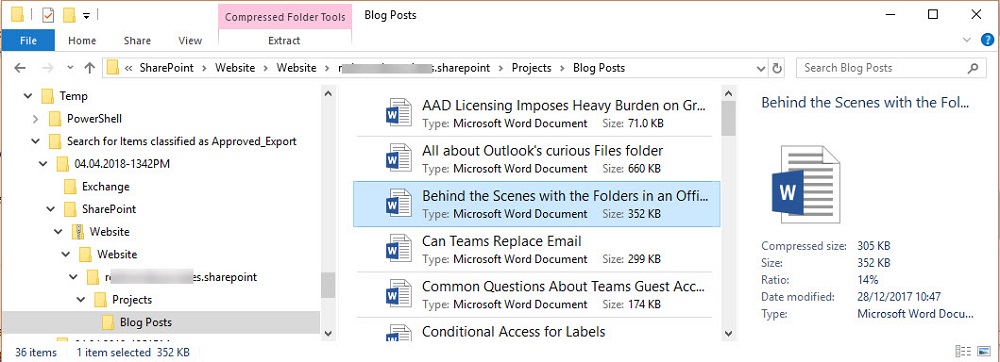 Compressed Folder Tools
Blog Posts
File
Home
Share
View
Extract
« SharePoint > Website > Website > .sharepoint > Projects > Blog Posts
Search Blog Posts
Temp
PowerShell
Search for Items classified as Approved_Export
04.04.2018-1342PM
Exchange
SharePoint
Website
Website
es.sharepoint
Projects
Blog Posts
AAD Licensing Imposes Heavy Burden on Gr...
Type: Microsoft Word Document Size: 71.0 KB
All about Outlook's curious Files folder
Type: Microsoft Word Document Size: 660 KB
Behind the Scenes with the Folders in an Offi...
Type: Microsoft Word Document Size: 352 KB
Can Teams Replace Email
Type: Microsoft Word Document Size: 299 KB
Common Questions About Teams Guest Acc...
Type: Microsoft Word Document Size: 174 KB
Conditional Access for Labels
Behind the Scenes with the Fol...
W
Compressed size: 305 KB
Size: 352 KB
Ratio: 14%
Date modified: 28/12/2017 10:47
Type: Microsoft Word Docu...
36 items
1 item selected 352 KB